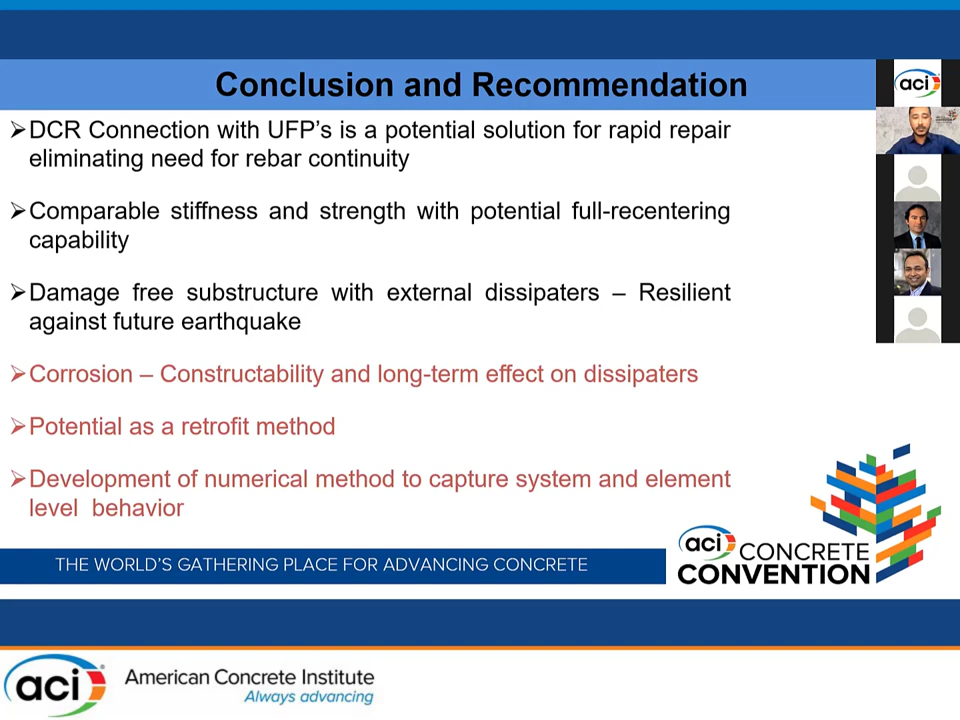 Conclusion and Recommendation
aci
➢DCR Connection with UFP's is a potential solution for rapid repair
eliminating need for rebar continuity
➢Comparable stiffness and strength with potential full-recentering
capability
➢Damage free substructure with external dissipaters – Resilient
against future earthquake
➢Corrosion – Constructability and long-term effect on dissipaters
➢Potential as a retrofit method
➢Development of numerical method to capture system and element
level behavior
THE WORLD'S GATHERING PLACE FOR ADVANCING CONCRETE
aci CONCRETE
CONVENTION
aci
American Concrete Institute
Always advancing